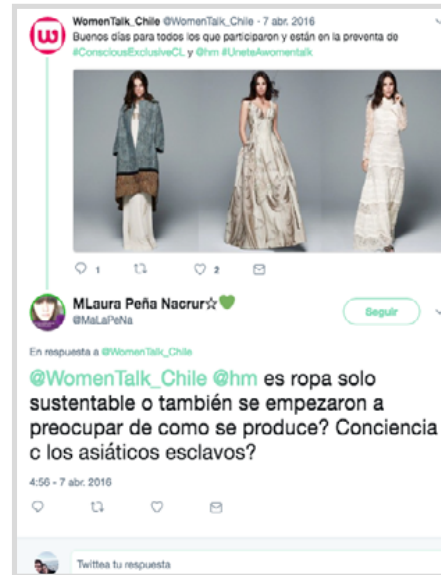 WomenTalk_Chile @WomenTalk_Chile · 7 abr. 2016
Buenos días para todos los que participaron y están en la preventa de
#ConsciousExclusiveCL y @hm #UneteAwomentalk
1 2
MLaura Peña Nacrur☆💚
@MaLaPeNa
Seguir
En respuesta a @WomenTalk_Chile
@WomenTalk_Chile @hm es ropa solo
sustentable o también se empezaron a
preocupar de como se produce? Conciencia
c los asiáticos esclavos?
4:56 - 7 abr. 2016
Twittea tu respuesta